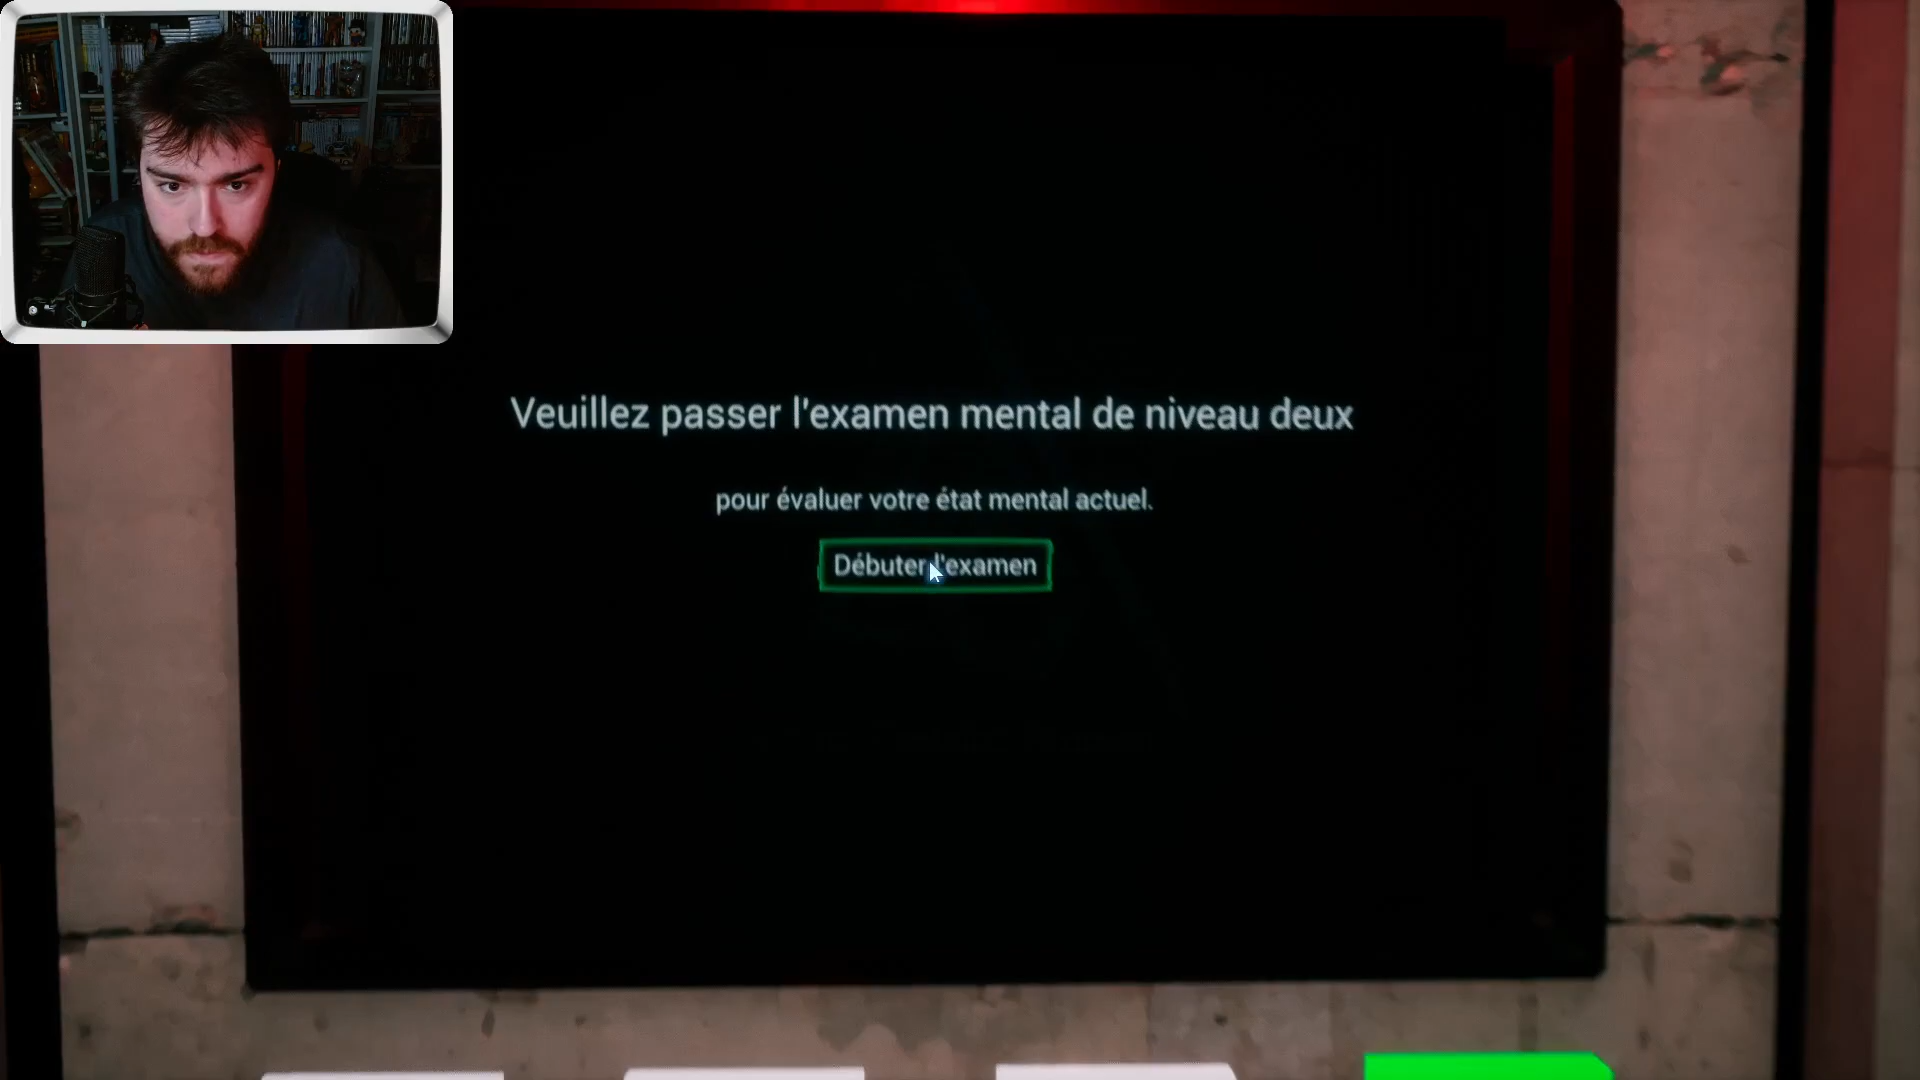 Veuillez passer l'examen mental de niveau deux
pour évaluer votre état mental actuel.
Débuter l'examen